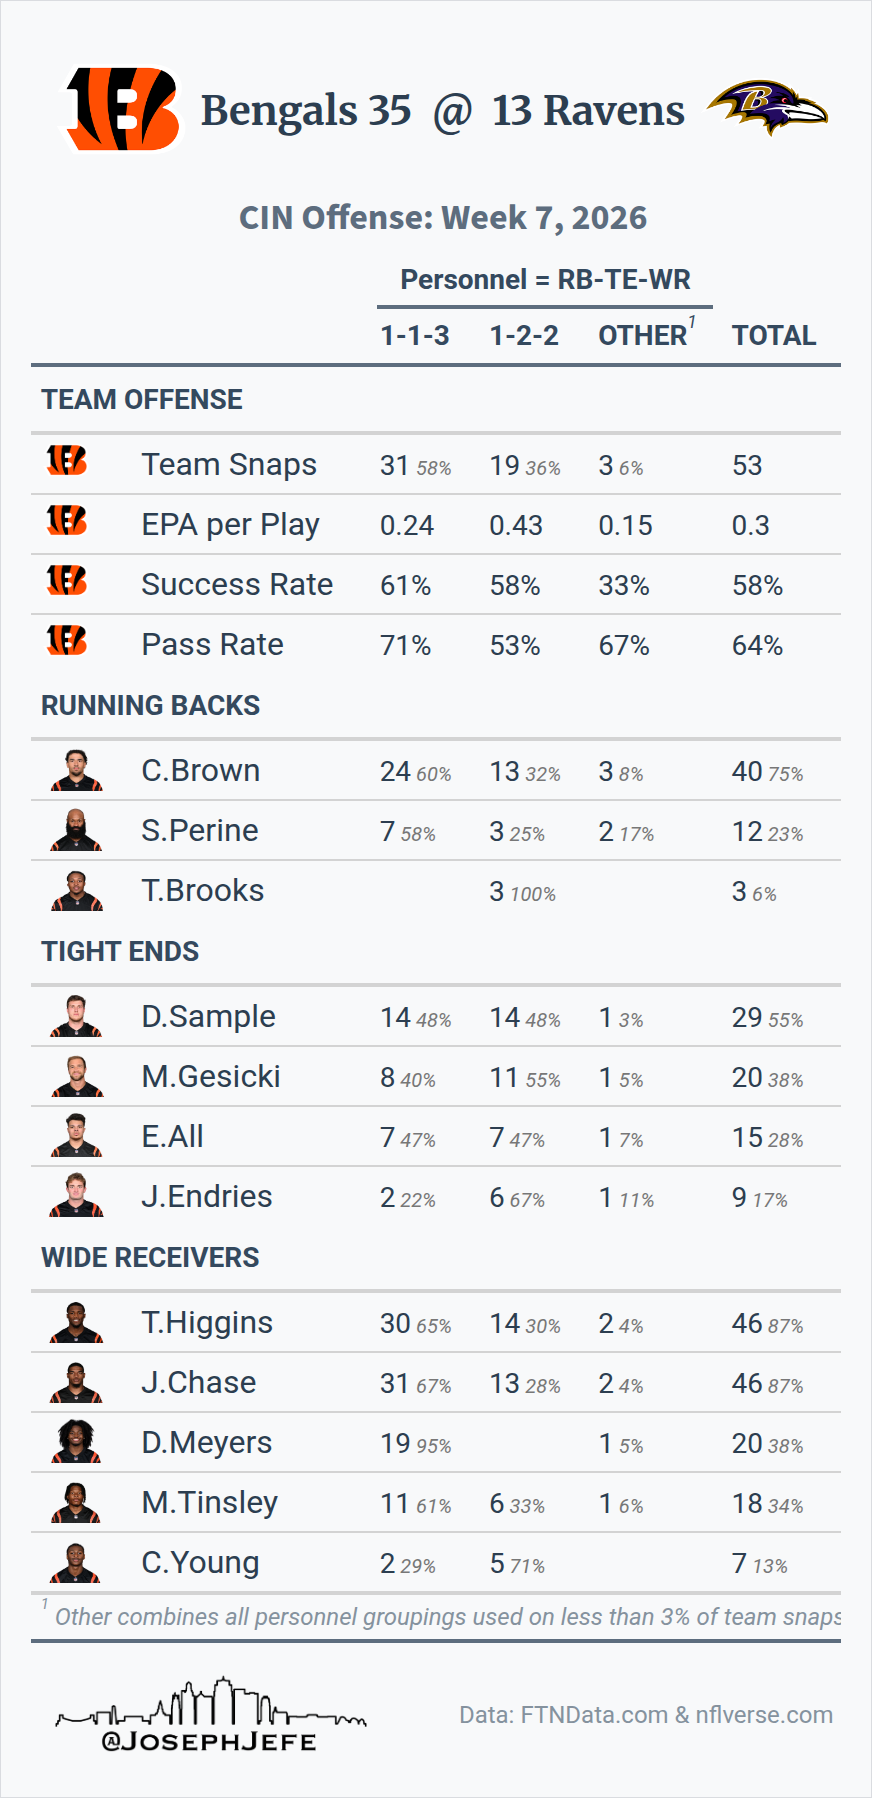 Bengals 35 @ 13 Ravens
CIN Offense: Week 7, 2026
Personnel = RB-TE-WR
1-1-3 1-2-2 OTHER1 TOTAL
TEAM OFFENSE
Team Snaps 31 58% 19 36% 3 6% 53
EPA per Play 0.24 0.43 0.15 0.3
Success Rate 61% 58% 33% 58%
Pass Rate 71% 53% 67% 64%
RUNNING BACKS
C.Brown 24 60% 13 32% 3 8% 40 75%
S.Perine 7 58% 3 25% 2 17% 12 23%
T.Brooks 3 100% 3 6%
TIGHT ENDS
D.Sample 14 48% 14 48% 1 3% 29 55%
M.Gesicki 8 40% 11 55% 1 5% 20 38%
E.All 7 47% 7 47% 1 7% 15 28%
J.Endries 2 22% 6 67% 1 11% 9 17%
WIDE RECEIVERS
T.Higgins 30 65% 14 30% 2 4% 46 87%
J.Chase 31 67% 13 28% 2 4% 46 87%
D.Meyers 19 95% 1 5% 20 38%
M.Tinsley 11 61% 6 33% 1 6% 18 34%
C.Young 2 29% 5 71% 7 13%
1 Other combines all personnel groupings used on less than 3% of team snaps
@JosephJefe
Data: FTNData.com & nflverse.com